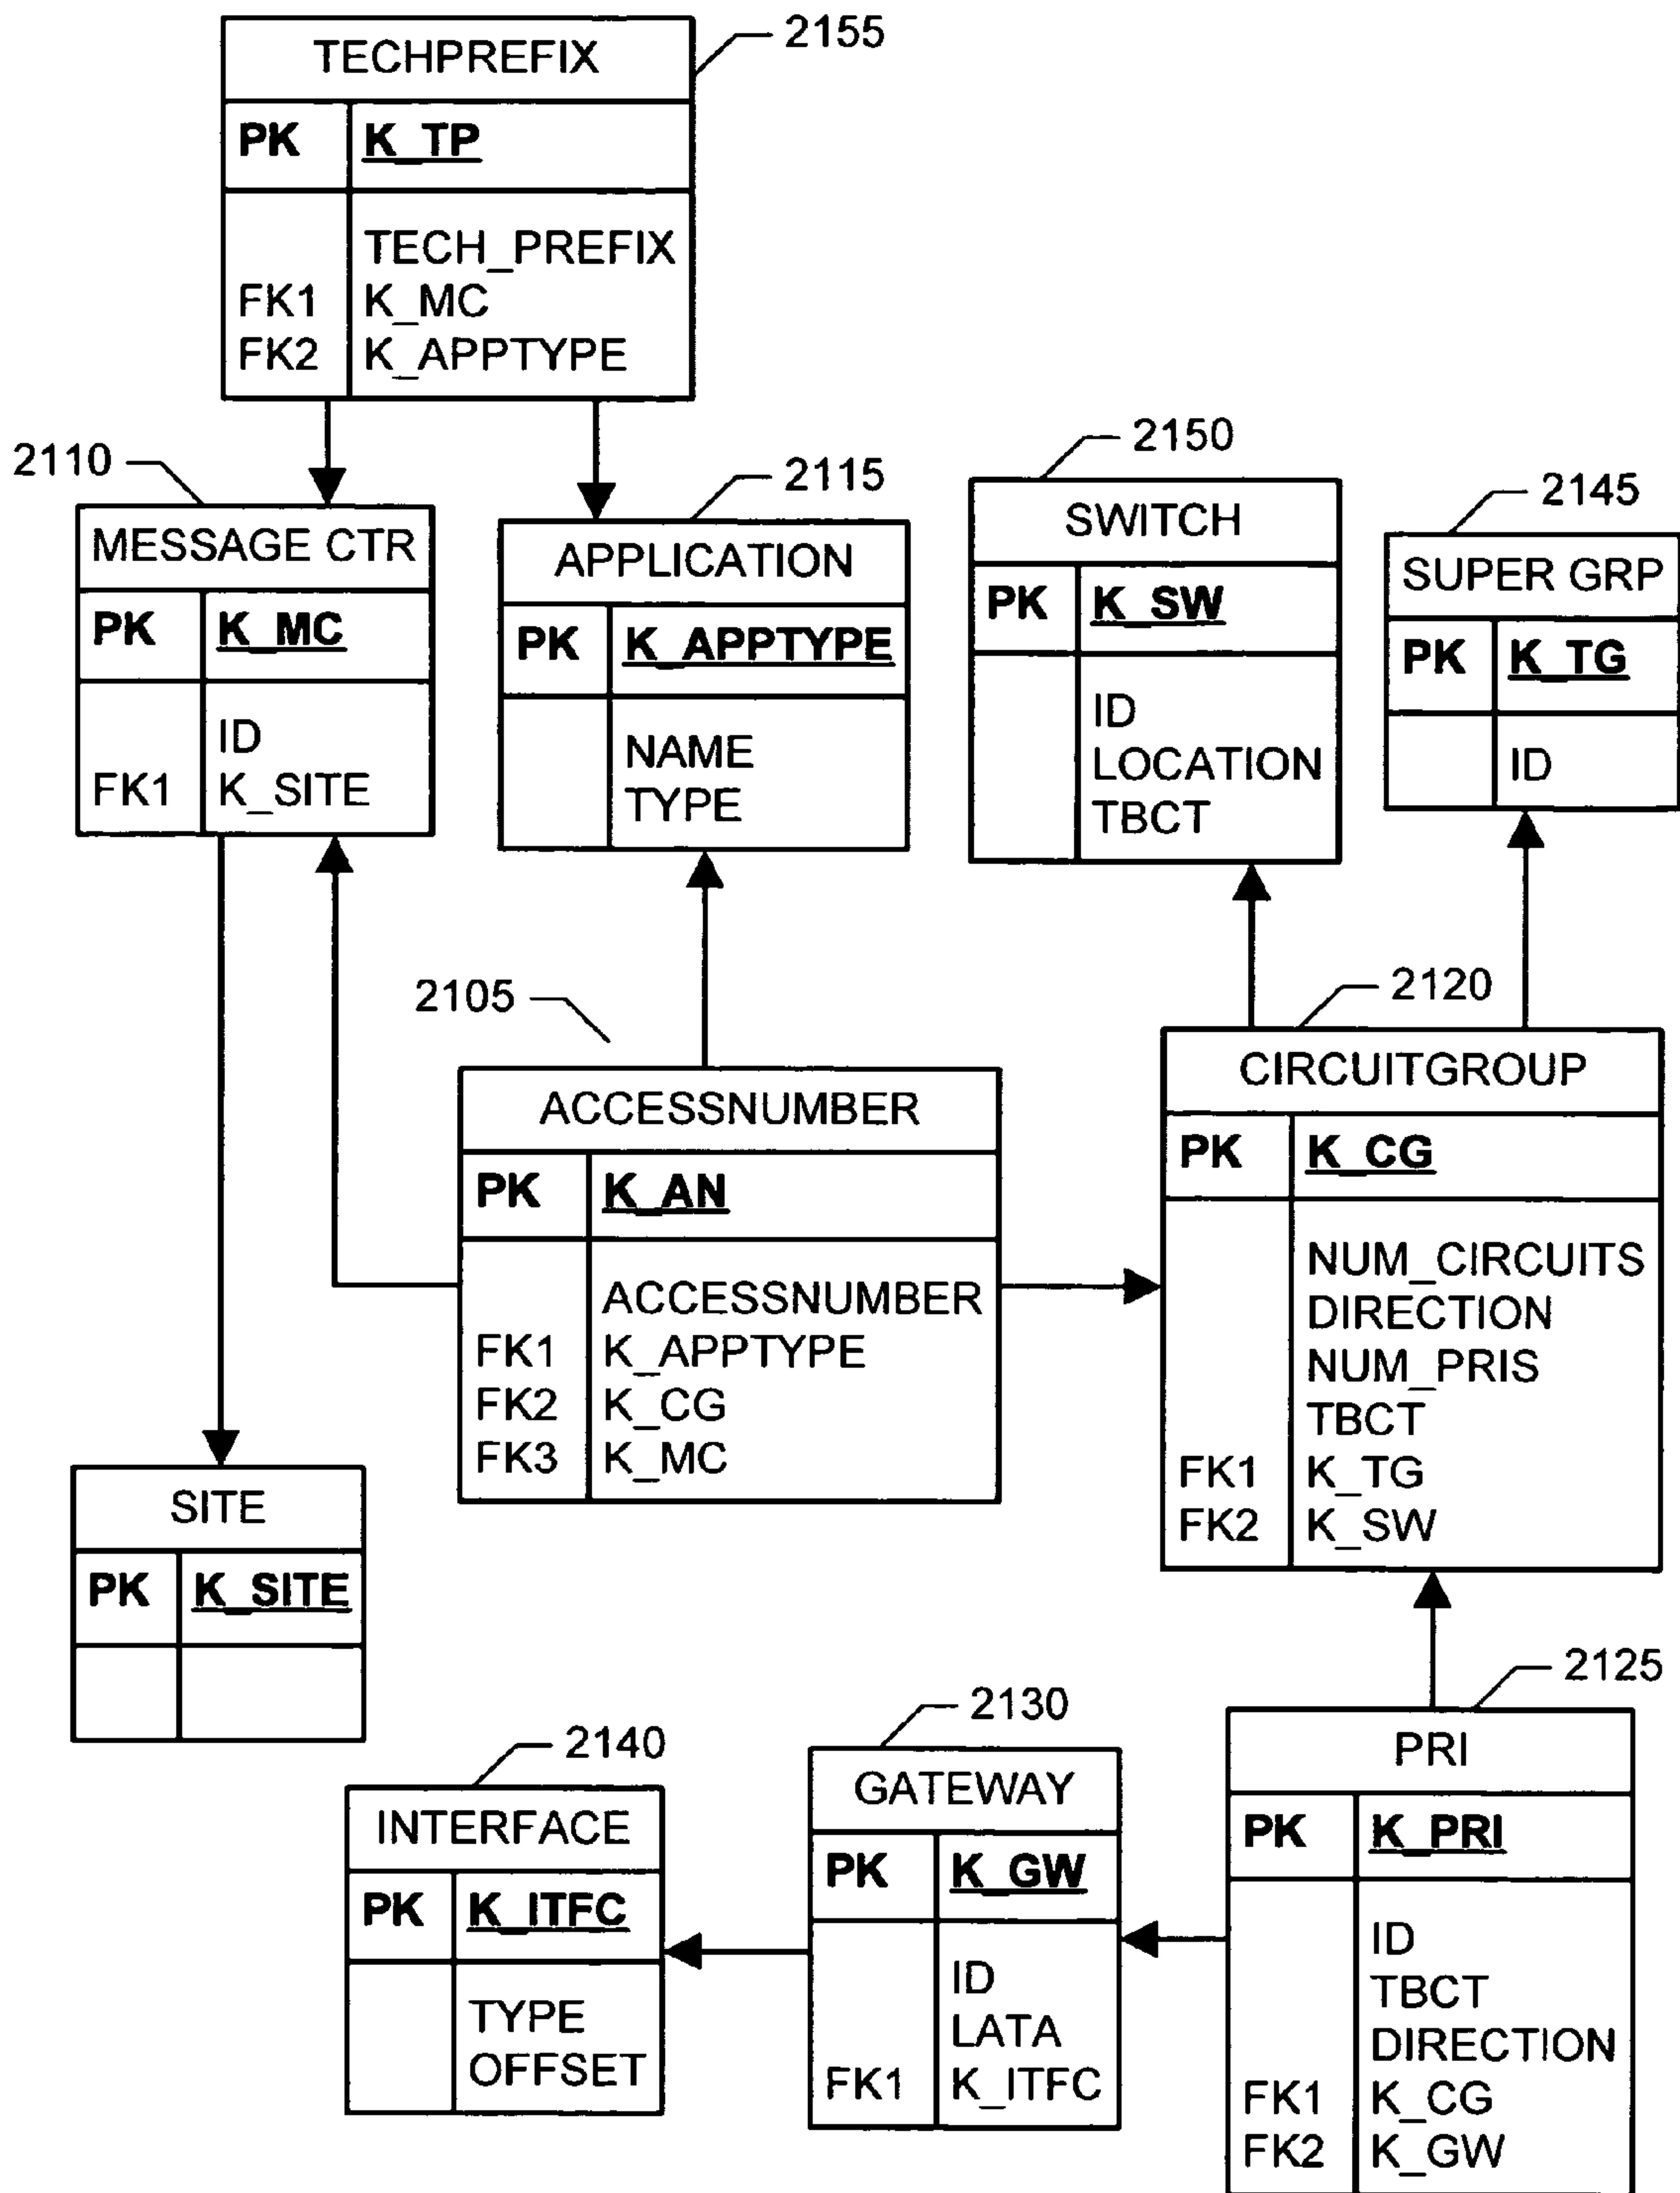 2155
TECHPREFIX
PK K_TP
TECH_PREFIX
FK1 K_MC
FK2 K_APPTYPE
2110
MESSAGE CTR
PK K_MC
ID
FK1 K_SITE
2115
APPLICATION
PK K_APPTYPE
NAME
TYPE
2150
SWITCH
PK K_SW
ID
LOCATION
TBCT
2145
SUPER GRP
PK K_TG
ID
2105
ACCESSNUMBER
PK K_AN
ACCESSNUMBER
FK1 K_APPTYPE
FK2 K_CG
FK3 K_MC
2120
CIRCUITGROUP
PK K_CG
NUM_CIRCUITS
DIRECTION
NUM_PRIS
TBCT
FK1 K_TG
FK2 K_SW
SITE
PK K_SITE
2140
INTERFACE
PK K_ITFC
TYPE
OFFSET
2130
GATEWAY
PK K_GW
ID
LATA
FK1 K_ITFC
2125
PRI
PK K_PRI
ID
TBCT
DIRECTION
FK1 K_CG
FK2 K_GW